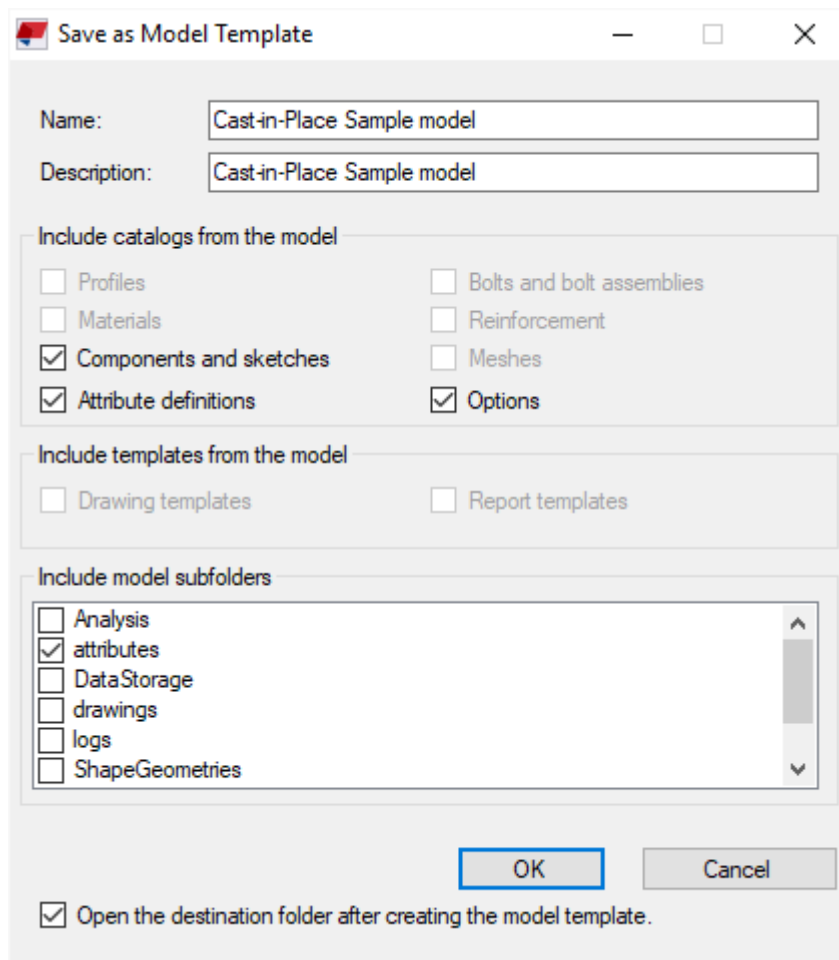 Save as Model Template
Name: Cast-in-Place Sample model
Description: Cast-in-Place Sample model
Include catalogs from the model
Profiles Bolts and bolt assemblies
Materials Reinforcement
Components and sketches Meshes
Attribute definitions Options
Include templates from the model
Drawing templates Report templates
Include model subfolders
Analysis
attributes
DataStorage
drawings
logs
ShapeGeometries
OK Cancel
Open the destination folder after creating the model template.